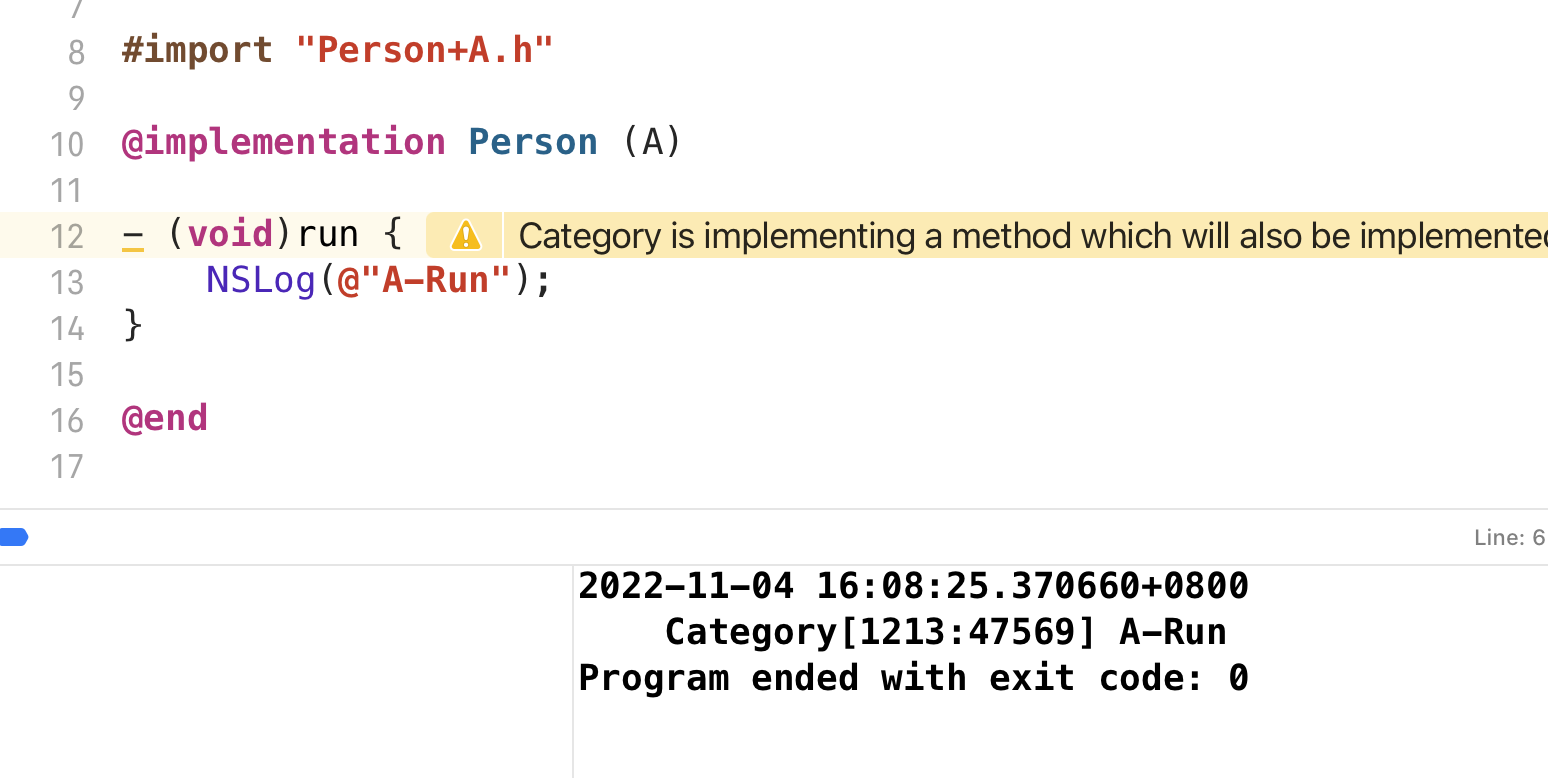 7
8 #import "Person+A.h"
9
10 @implementation Person (A)
11
12 - (void)run { Category is implementing a method which will also be implemented
13 NSLog(@"A-Run");
14 }
15
16 @end
17
Line: 6
2022-11-04 16:08:25.370660+0800
Category[1213:47569] A-Run
Program ended with exit code: 0